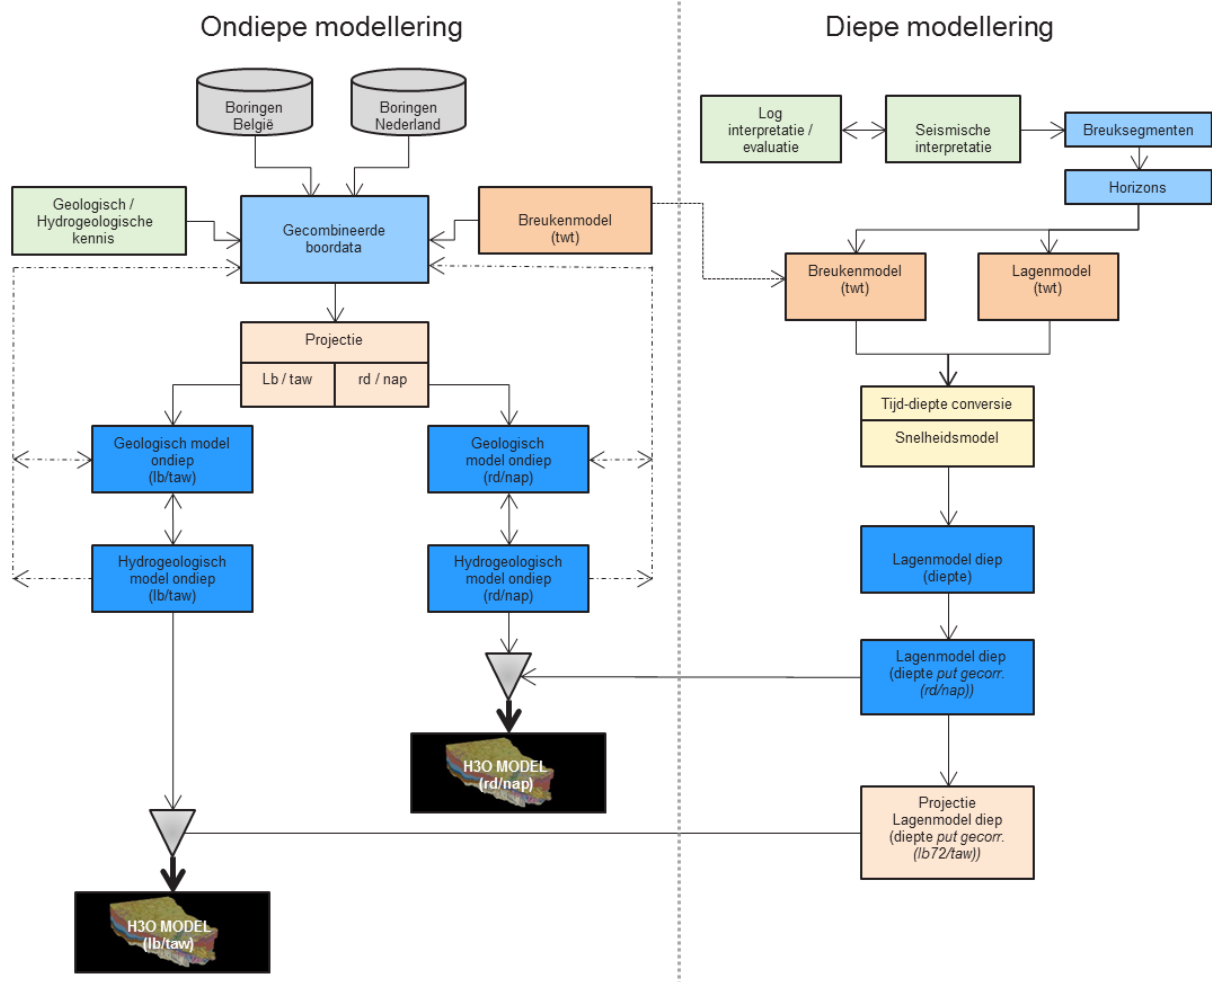 Ondiepe modellering
Diepe modellering
Boringen
België
Boringen
Nederland
Log
interpretatie /
evaluatie
Seismische
interpretatie
Breuksegmenten
Horizons
Geologisch /
Hydrogeologische
kennis
Gecombineerde
boordata
Breukenmodel
(twt)
Breukenmodel
(twt)
Lagenmodel
(twt)
Projectie
Lb / taw
rd / nap
Tijd-diepte conversie
Snelheidsmodel
Geologisch model
ondiep
(lb/taw)
Geologisch
model ondiep
(rd/nap)
Hydrogeologisch
model ondiep
(lb/taw)
Hydrogeologisch
model ondiep
(rd/nap)
Lagenmodel diep
(diepte)
Lagenmodel diep
(diepte put gecorr.
(rd/nap))
H3O MODEL
(rd/nap)
Projectie
Lagenmodel diep
(diepte put gecorr.
(lb72/taw))
H3O MODEL
(lb/taw)